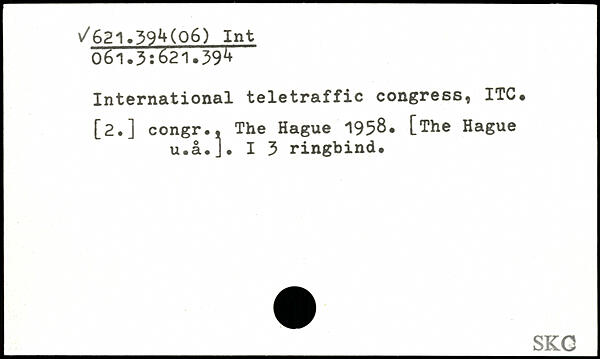 √621.394(06) Int
061.3:621.394
International teletraffic congress, ITC.
[2.] congr., The Hague 1958. [The Hague
u.å.]. I 3 ringbind.
SKC